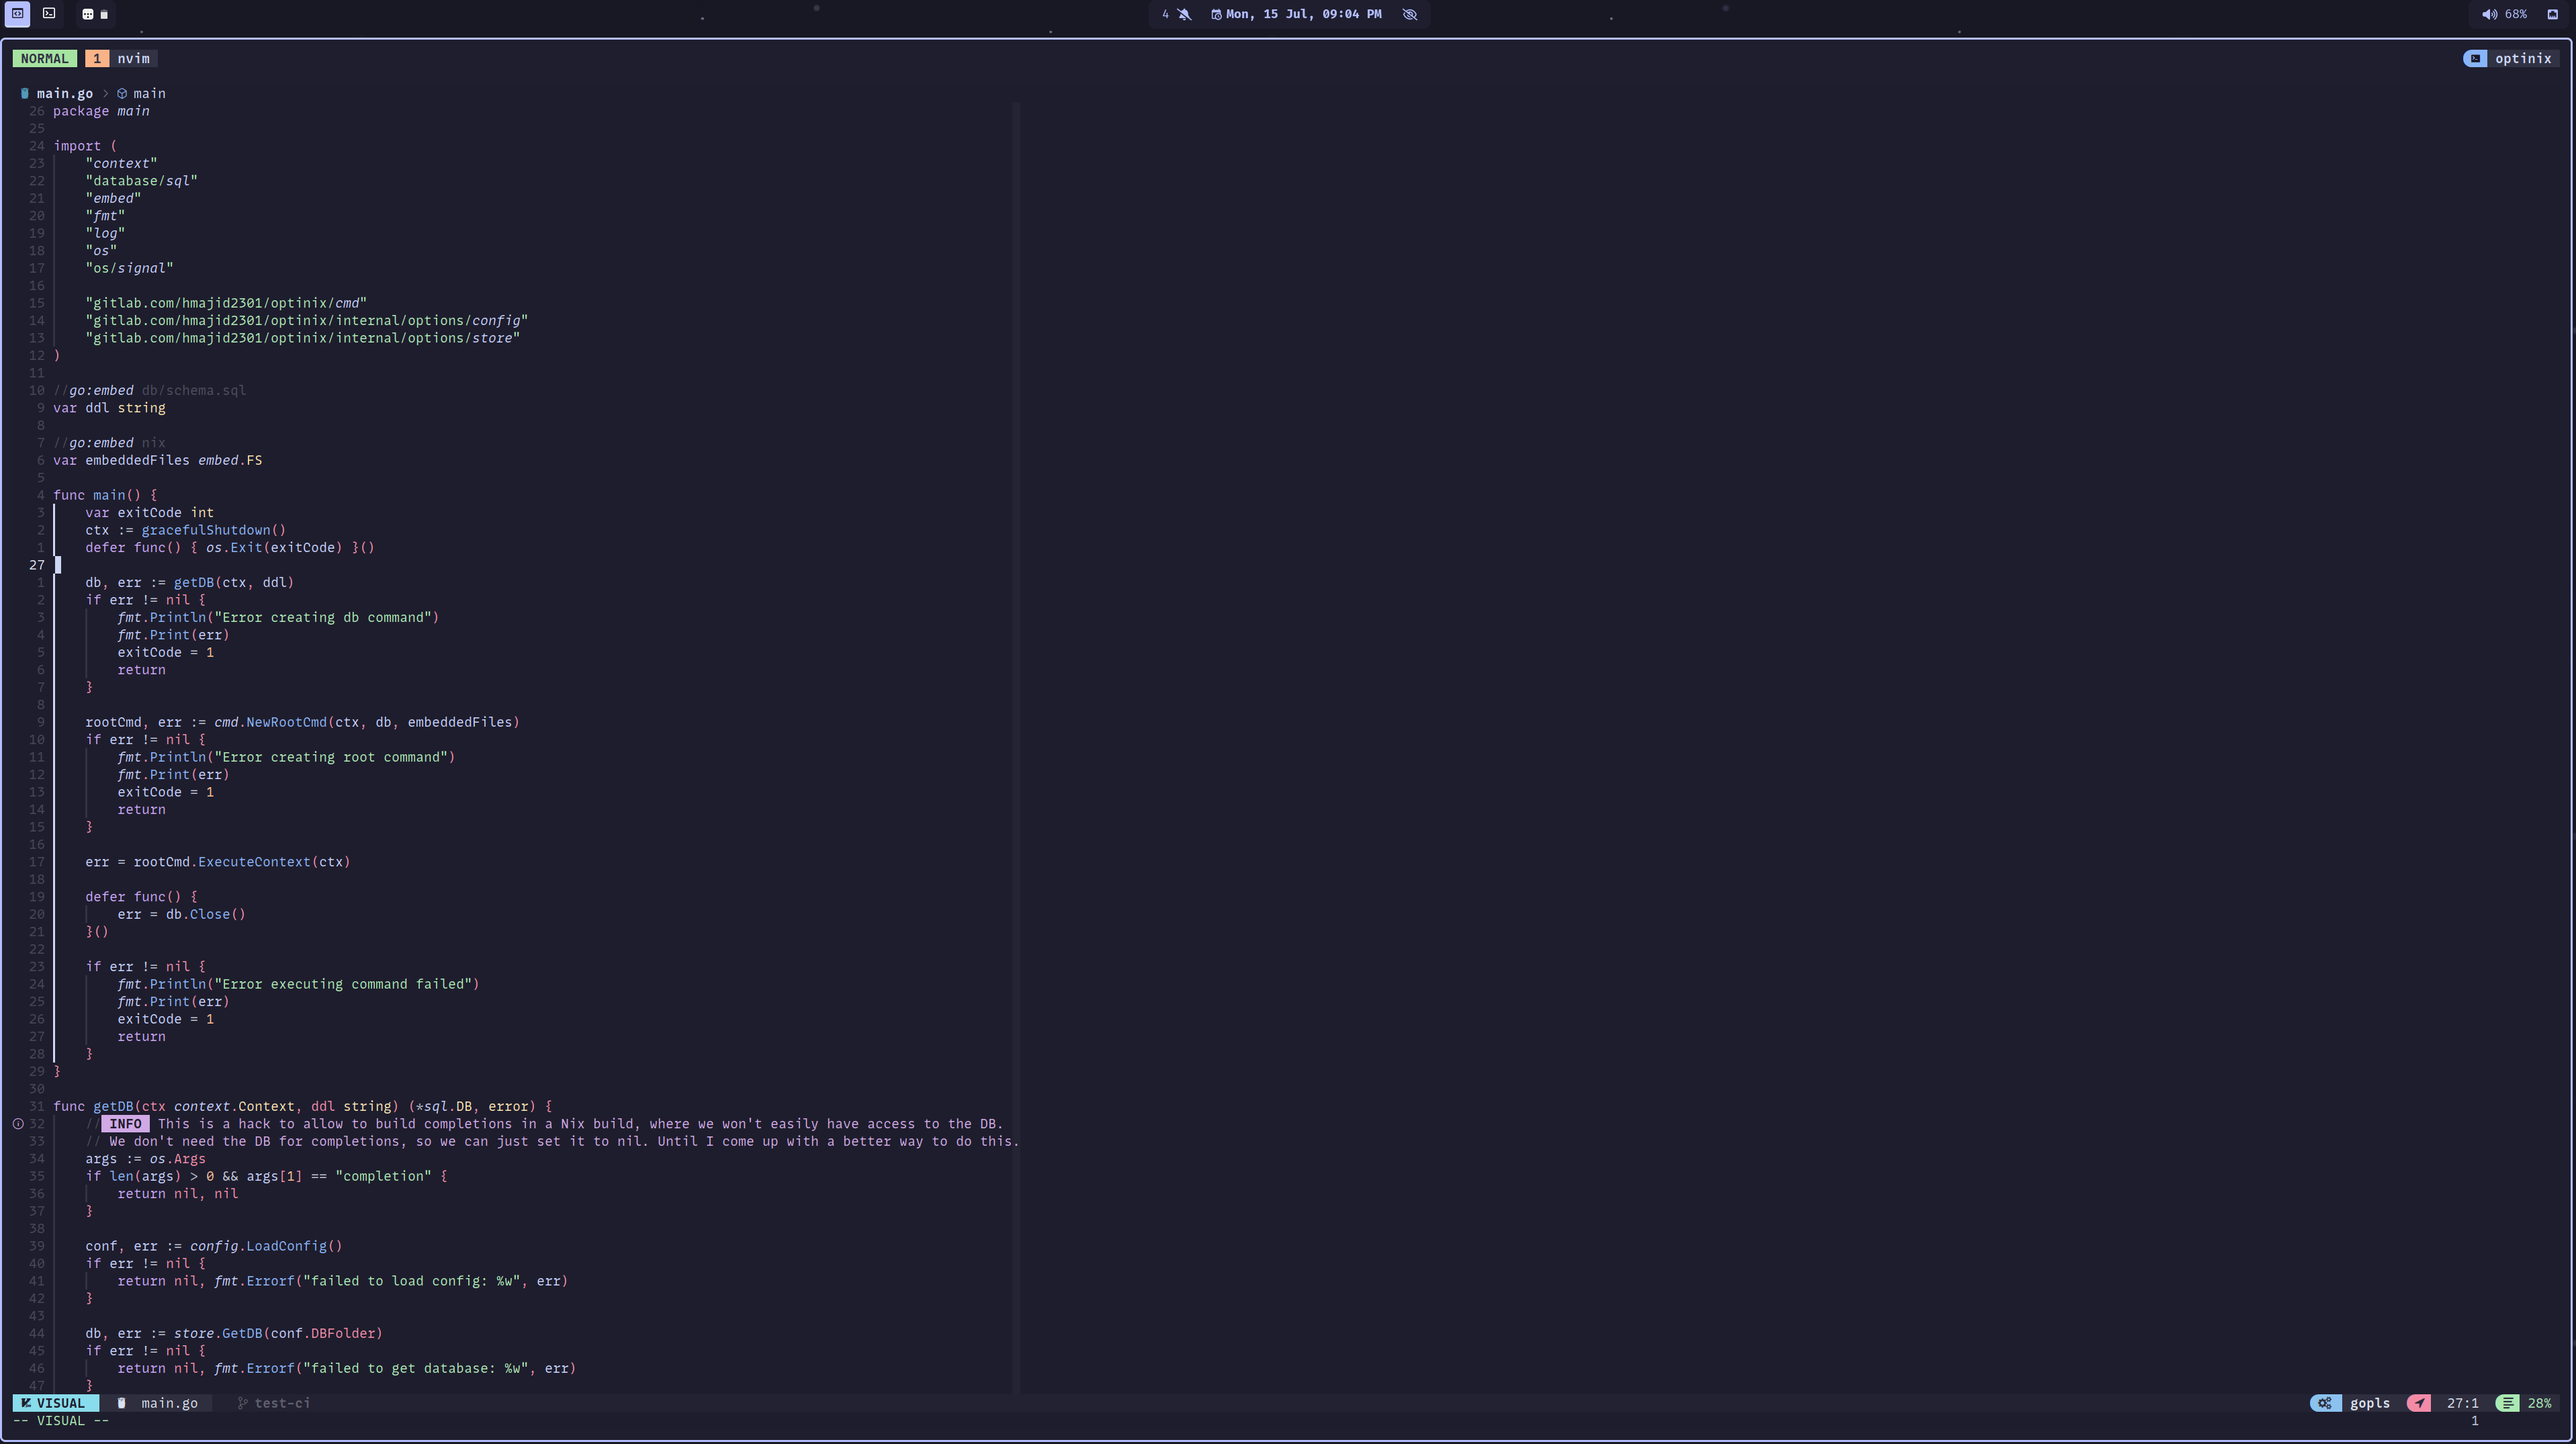 4 Mon, 15 Jul, 09:04 PM 68%
NORMAL 1 nvim optinix
main.go > main
26 package main
25
24 import (
23     "context"
22     "database/sql"
21     "embed"
20     "fmt"
19     "log"
18     "os"
17     "os/signal"
16
15     "gitlab.com/hmajid2301/optinix/cmd"
14     "gitlab.com/hmajid2301/optinix/internal/options/config"
13     "gitlab.com/hmajid2301/optinix/internal/options/store"
12 )
11
10 //go:embed db/schema.sql
9 var ddl string
8
7 //go:embed nix
6 var embeddedFiles embed.FS
5
4 func main() {
3     var exitCode int
2     ctx := gracefulShutdown()
1     defer func() { os.Exit(exitCode) }()
27
1     db, err := getDB(ctx, ddl)
2     if err != nil {
3         fmt.Println("Error creating db command")
4         fmt.Print(err)
5         exitCode = 1
6         return
7     }
8
9     rootCmd, err := cmd.NewRootCmd(ctx, db, embeddedFiles)
10     if err != nil {
11         fmt.Println("Error creating root command")
12         fmt.Print(err)
13         exitCode = 1
14         return
15     }
16
17     err = rootCmd.ExecuteContext(ctx)
18
19     defer func() {
20         err = db.Close()
21     }()
22
23     if err != nil {
24         fmt.Println("Error executing command failed")
25         fmt.Print(err)
26         exitCode = 1
27         return
28     }
29 }
30
31 func getDB(ctx context.Context, ddl string) (*sql.DB, error) {
32     // INFO This is a hack to allow to build completions in a Nix build, where we won't easily have access to the DB.
33     // We don't need the DB for completions, so we can just set it to nil. Until I come up with a better way to do this.
34     args := os.Args
35     if len(args) > 0 && args[1] == "completion" {
36         return nil, nil
37     }
38
39     conf, err := config.LoadConfig()
40     if err != nil {
41         return nil, fmt.Errorf("failed to load config: %w", err)
42     }
43
44     db, err := store.GetDB(conf.DBFolder)
45     if err != nil {
46         return nil, fmt.Errorf("failed to get database: %w", err)
47     }
VISUAL main.go test-ci gopls 27:1 28%
-- VISUAL -- 1